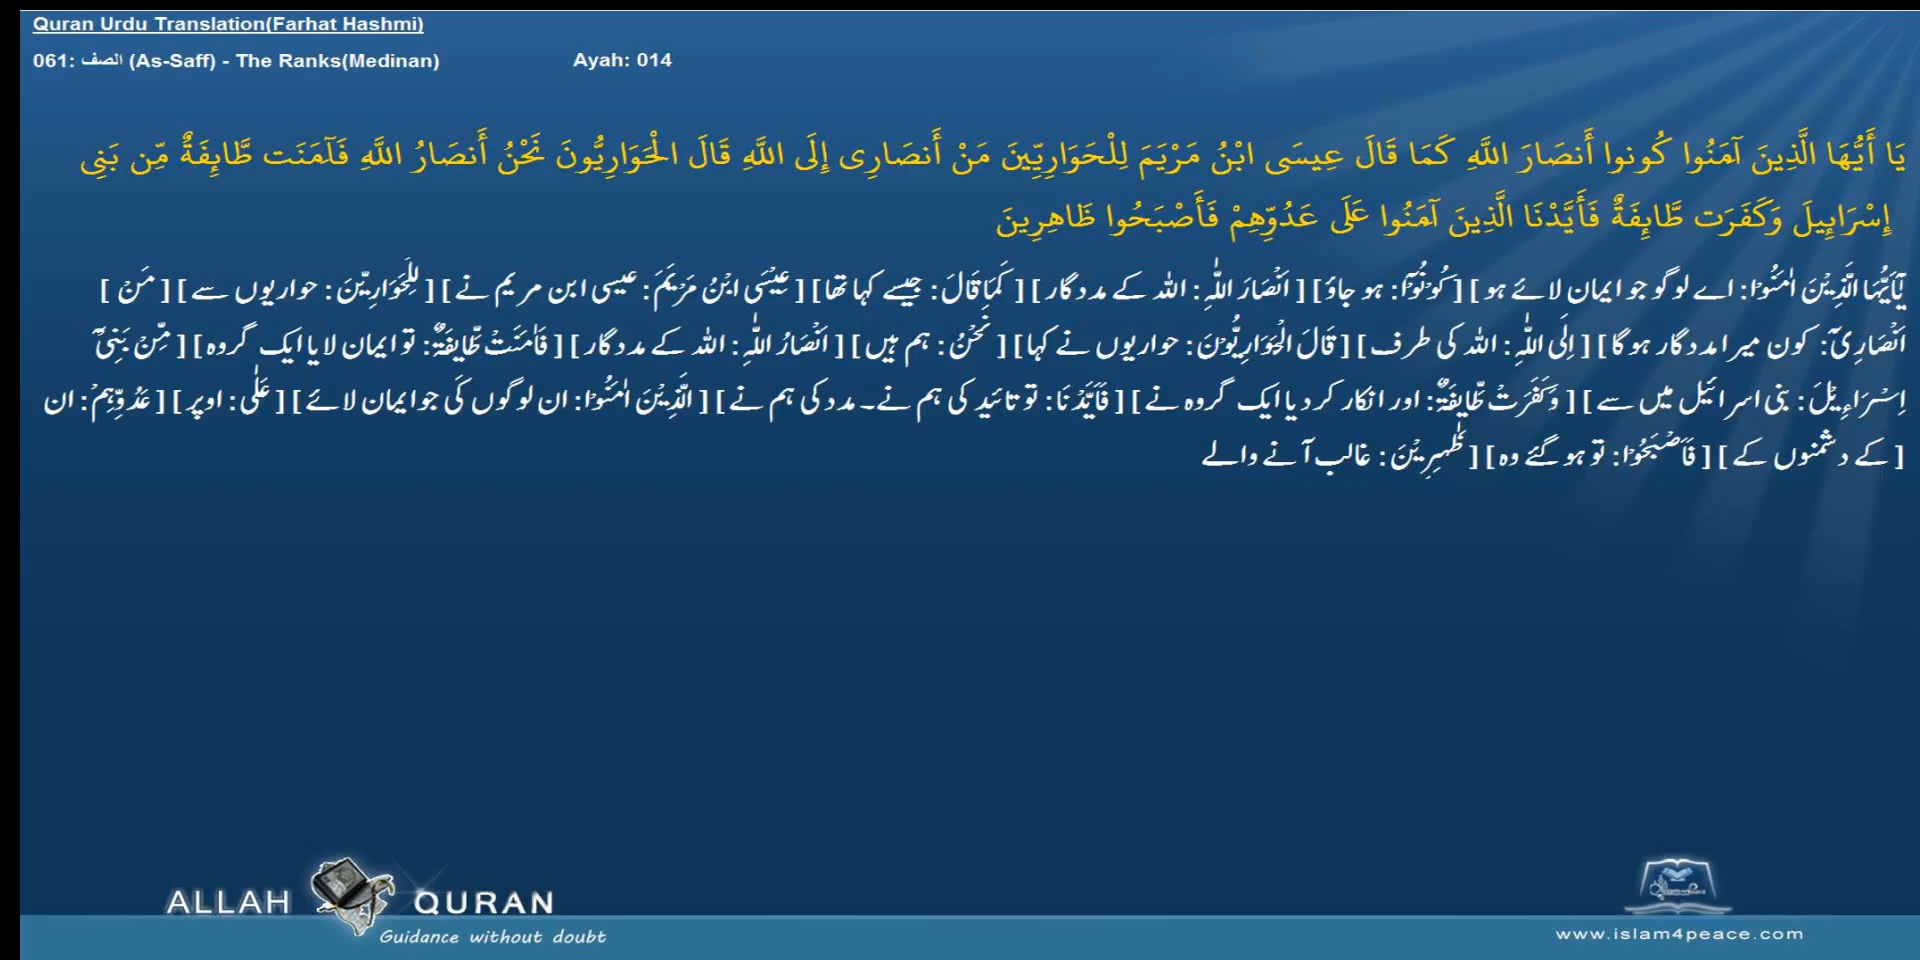 Quran Urdu Translation(Farhat Hashmi)
061: الصف (As-Saff) - The Ranks(Medinan) Ayah: 014
يَا أَيُّهَا الَّذِينَ آمَنُوا كُونوا أَنصَارَ اللَّهِ كَمَا قَالَ عِيسَى ابْنُ مَرْيَمَ لِلْحَوَارِيِّينَ مَنْ أَنصَارِي إِلَى اللَّهِ قَالَ الْحَوَارِيُّونَ نَحْنُ أَنصَارُ اللَّهِ فَآمَنَت طَّائِفَةٌ مِّن بَنِي
إِسْرَائِيلَ وَكَفَرَت طَّائِفَةٌ فَأَيَّدْنَا الَّذِينَ آمَنُوا عَلَى عَدُوِّهِمْ فَأَصْبَحُوا ظَاهِرِينَ
يٰٓاَيُّهَا الَّذِيْنَ اٰمَنُوْا: اے لوگو جو ایمان لائے ہو ] [ كُوْنُوْٓا: ہو جاؤ ] [ اَنْصَارَ اللّٰهِ: اللہ کے مددگار ] [ كَمَا قَالَ: جیسے کہا تھا ] [ عِيْسَى ابْنُ مَرْيَمَ: عیسی ابن مریم نے ] [ لِلْحَوَارِيّٖنَ: حواریوں سے ] [ مَنْ ]
اَنْصَارِيْٓ: کون میرا مددگار ہوگا ] [ اِلَى اللّٰهِ: اللہ کی طرف ] [ قَالَ الْحَوَارِيُّوْنَ: حواریوں نے کہا ] [ نَحْنُ: ہم ہیں ] [ اَنْصَارُ اللّٰهِ: اللہ کے مددگار ] [ فَاٰمَنَتْ طَّاىِٕفَةٌ: تو ایمان لایا ایک گروہ ] [ مِّنْۢ بَنِيْٓ
اِسْرَاءِيْلَ: بنی اسرائیل میں سے ] [ وَكَفَرَتْ طَّاىِٕفَةٌ: اور انکار کردیا ایک گروہ نے ] [ فَاَيَّدْنَا: تو تائید کی ہم نے۔ مدد کی ہم نے ] [ الَّذِيْنَ اٰمَنُوْا: ان لوگوں کی جو ایمان لائے ] [ عَلٰي: اوپر ] [ عَدُوِّهِمْ: ان
کے دشمنوں کے ] [ فَاَصْبَحُوْا: تو ہوگئے وہ ] [ ظٰهِرِيْنَ: غالب آنے والے ]
ALLAH QURAN
Guidance without doubt
www.islam4peace.com